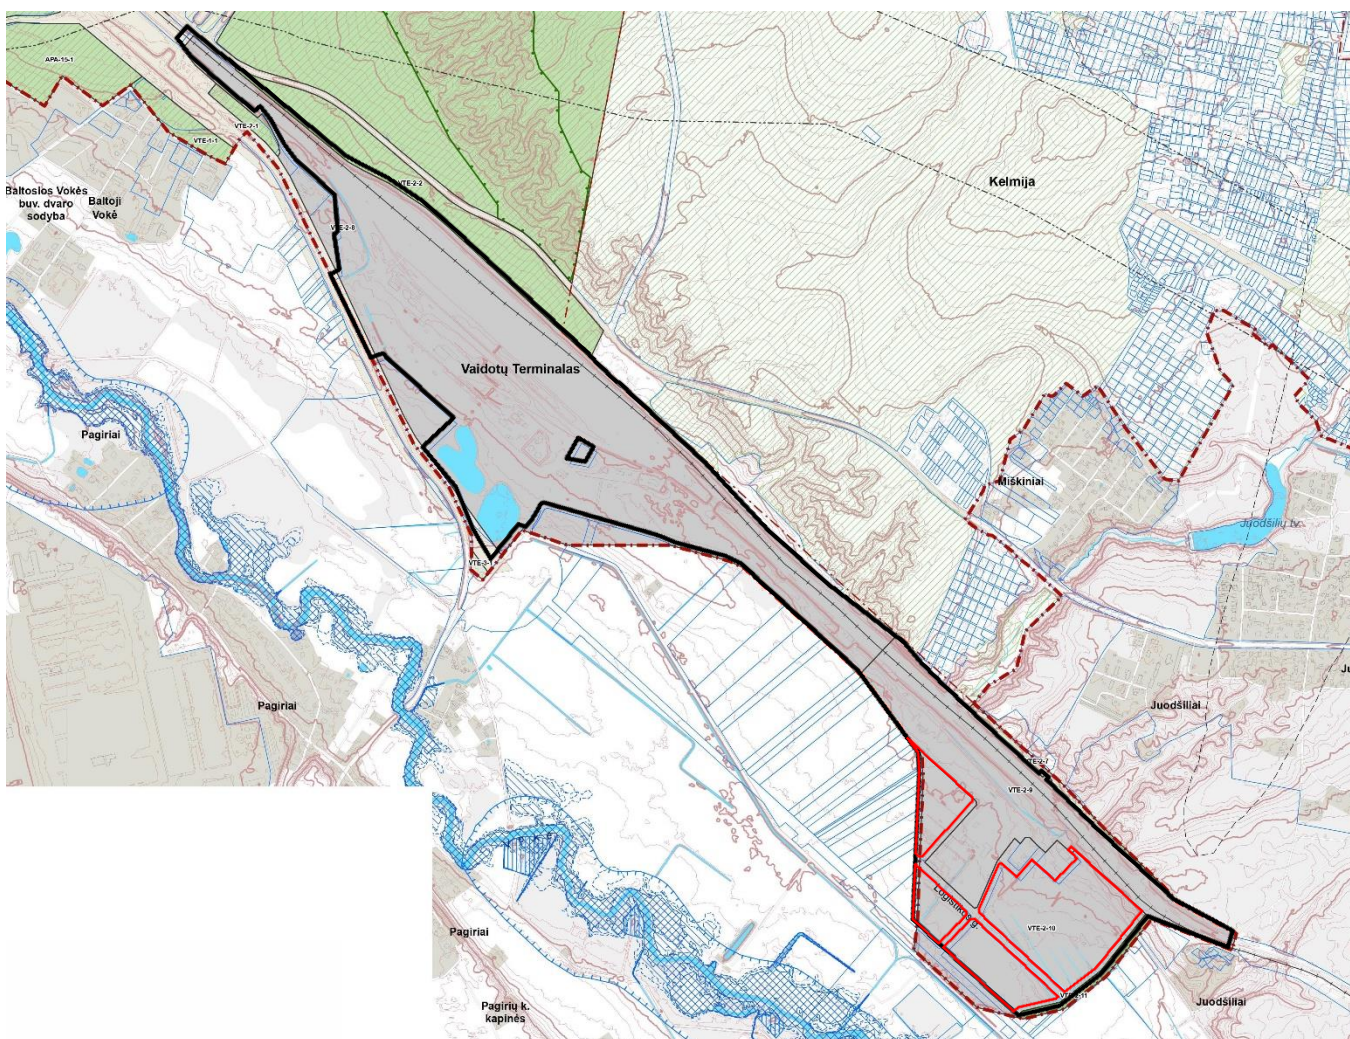 APA-15-1
VTE-2-1
VTE-1-1
VTE-2-2
Kelmija
Baltosios Vokės
buv. dvaro
sodyba
Baltoji
Vokė
VTE-2-8
Vaidotų Terminalas
Pagiriai
Miškiniai
Juodšilių tv.
VTE-3-1
Pagiriai
Juodšiliai
Ju
VTE-2-7
VTE-2-9
Logistikos g.
VTE-2-10
Pagiriai
VTE-2-11
Juodšiliai
Pagirių k.
kapinės